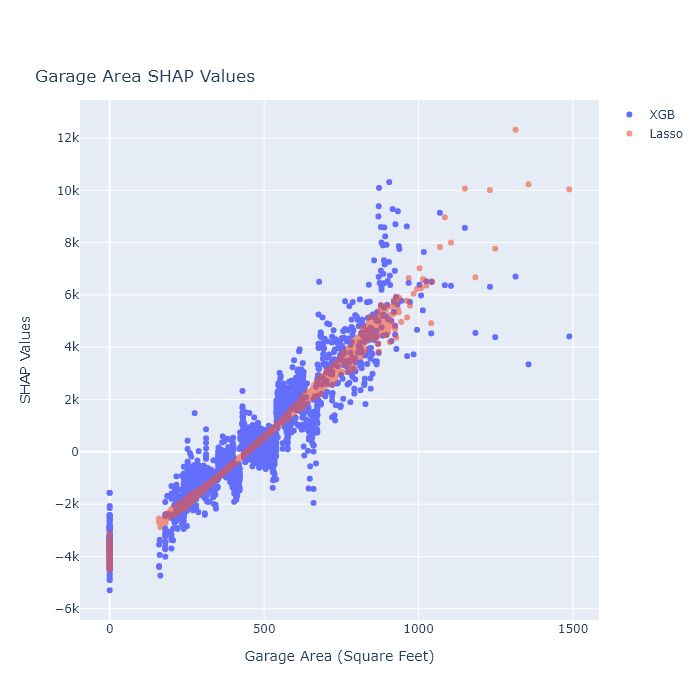 Garage Area SHAP Values
XGB
Lasso
12k
10k
8k
6k
4k
2k
0
−2k
−4k
−6k
SHAP Values
0 500 1000 1500
Garage Area (Square Feet)